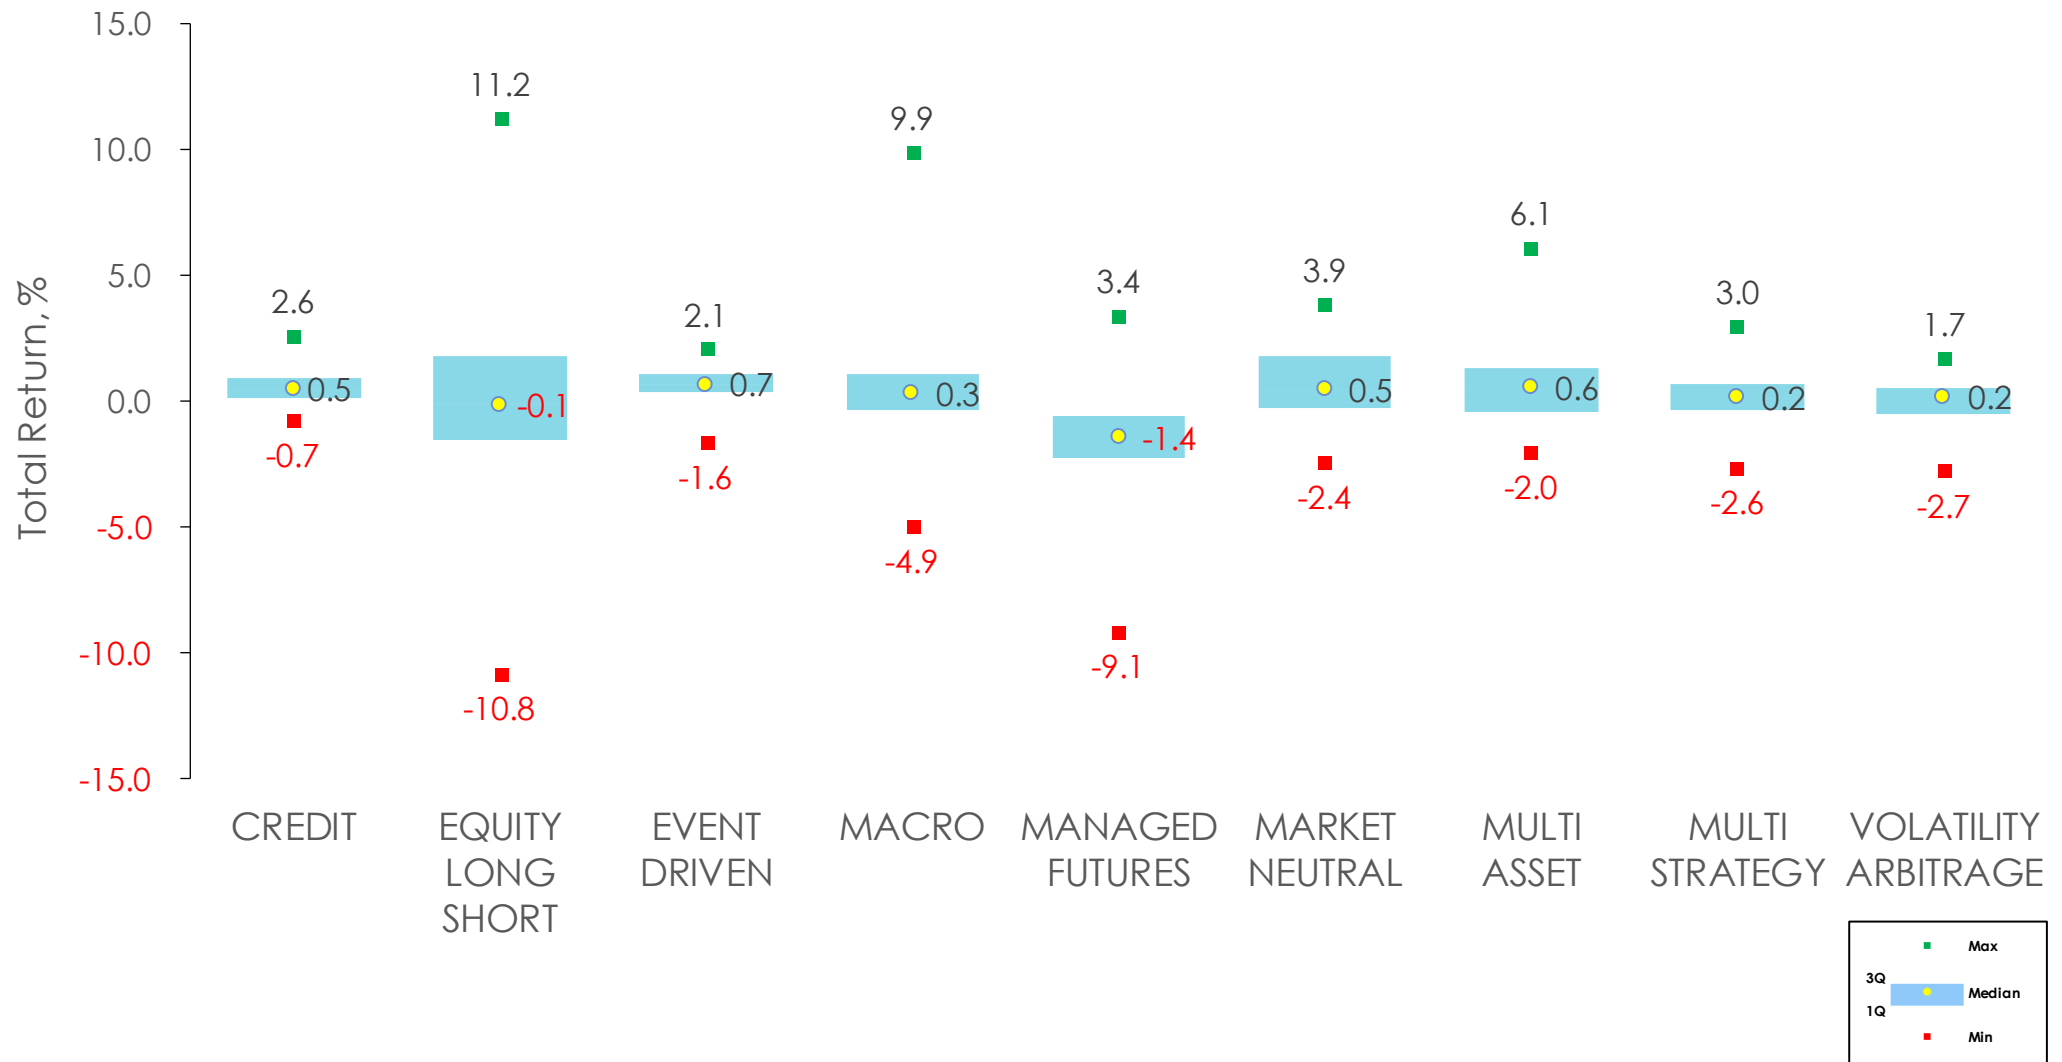 Total Return, %
15.0
10.0
5.0
0.0
-5.0
-10.0
-15.0
2.6
0.5
-0.7
11.2
-0.1
-10.8
2.1
0.7
-1.6
9.9
0.3
-4.9
3.4
-1.4
-9.1
3.9
0.5
-2.4
6.1
0.6
-2.0
3.0
0.2
-2.6
1.7
0.2
-2.7
CREDIT
EQUITY
LONG
SHORT
EVENT
DRIVEN
MACRO
MANAGED
FUTURES
MARKET
NEUTRAL
MULTI
ASSET
MULTI
STRATEGY
VOLATILITY
ARBITRAGE
Max
3Q
Median
1Q
Min